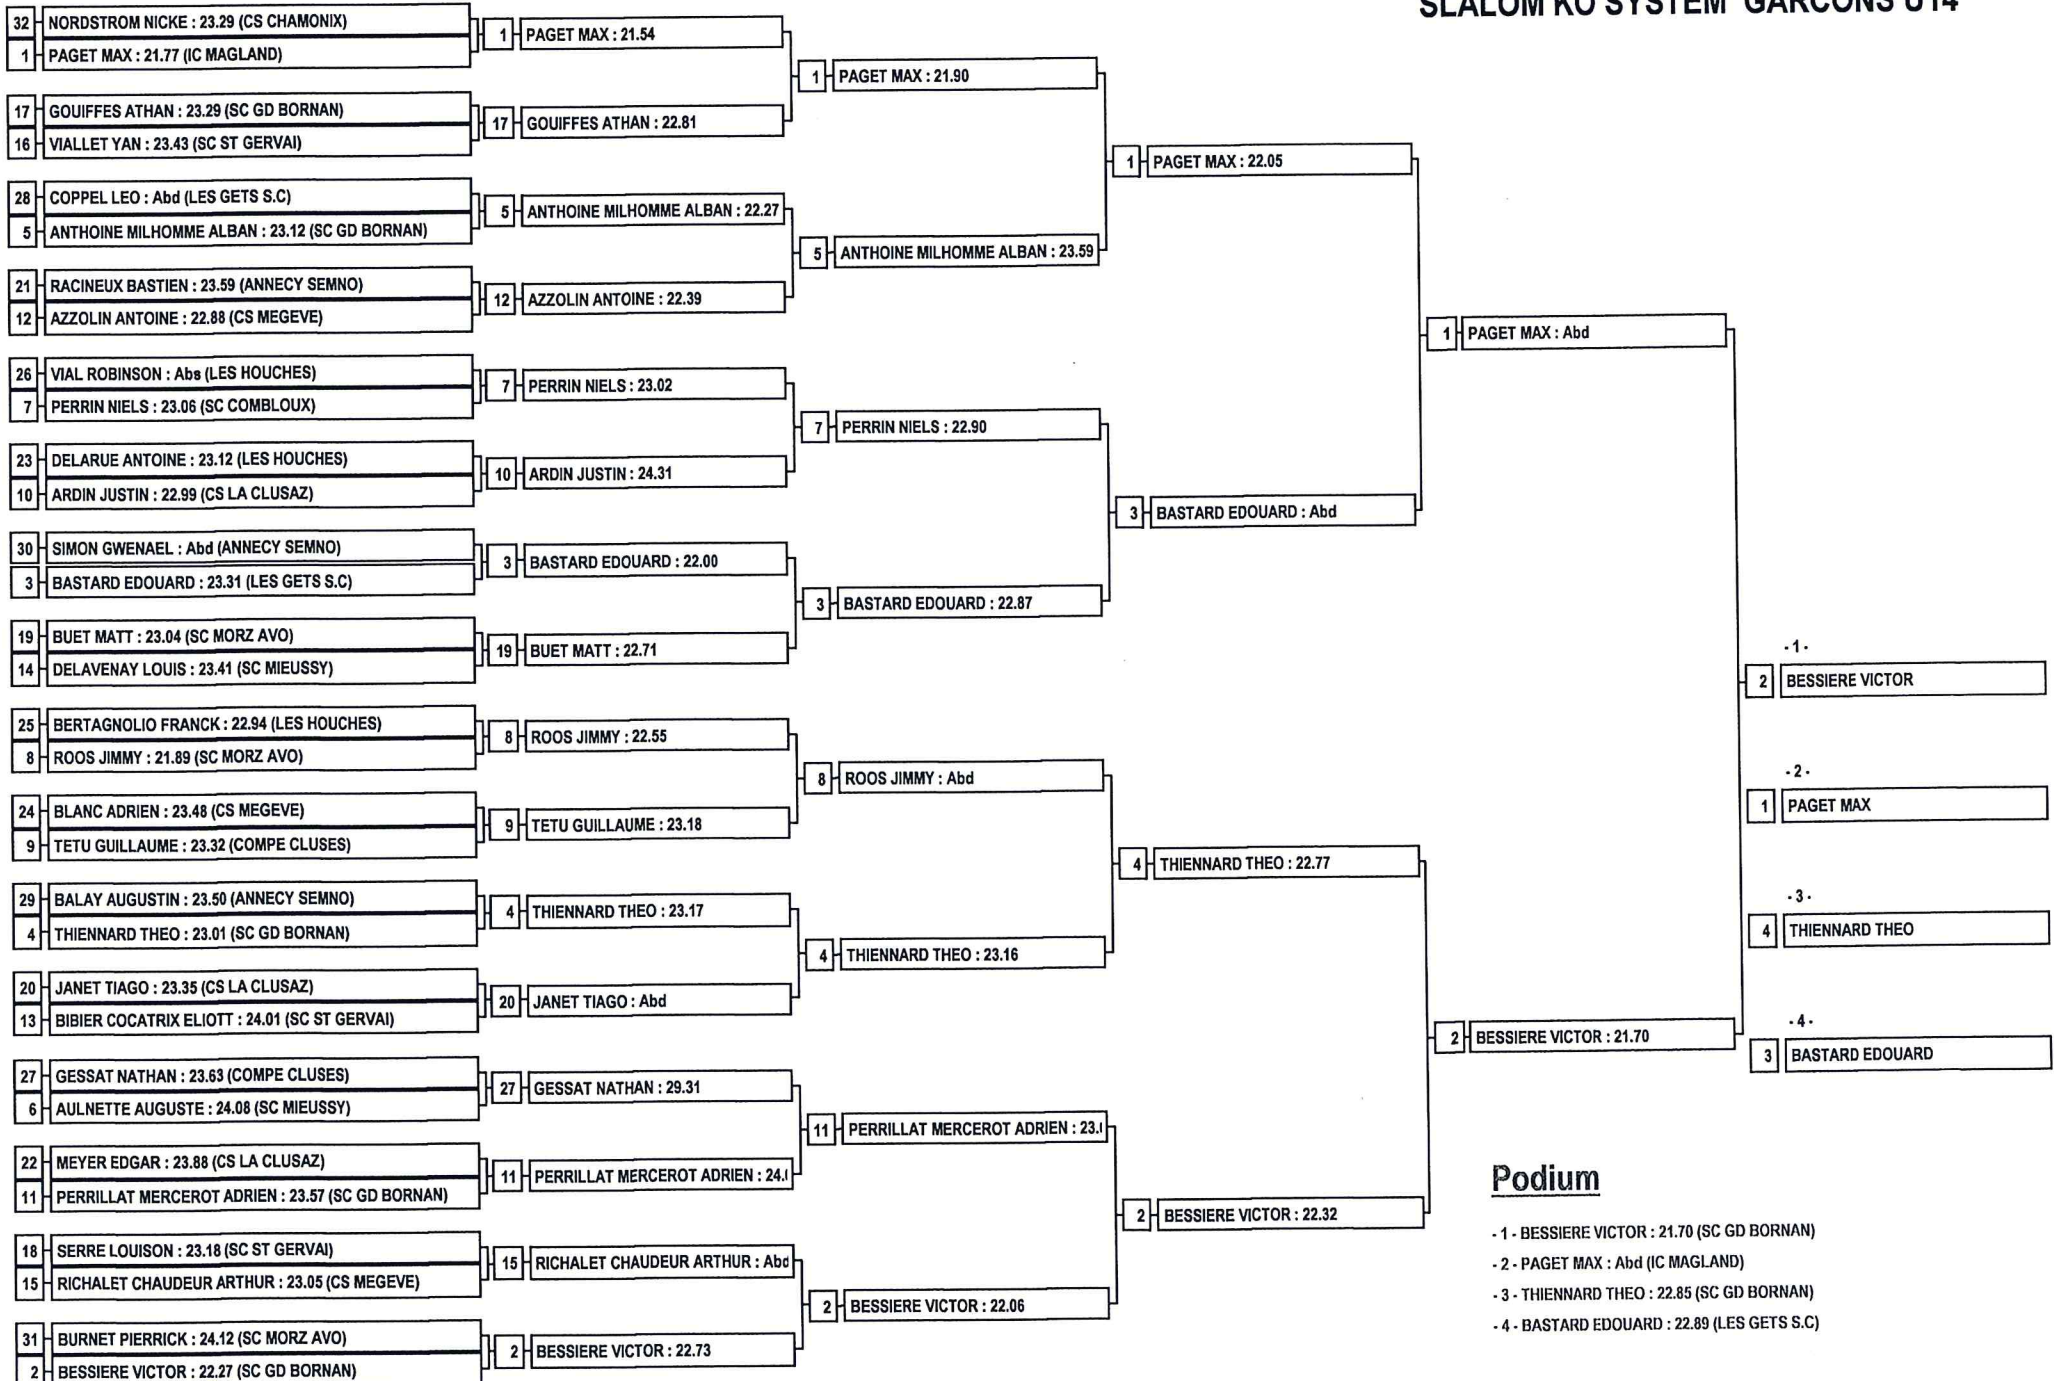 SLALOM KO SYSTEM GARCONS U14
32 NORDSTROM NICKE : 23.29 (CS CHAMONIX)
1 PAGET MAX : 21.77 (IC MAGLAND)
17 GOUIFFES ATHAN : 23.29 (SC GD BORNAN)
16 VIALLET YAN : 23.43 (SC ST GERVAI)
28 COPPEL LEO : Abd (LES GETS S.C)
5 ANTHOINE MILHOMME ALBAN : 23.12 (SC GD BORNAN)
21 RACINEUX BASTIEN : 23.59 (ANNECY SEMNO)
12 AZZOLIN ANTOINE : 22.88 (CS MEGEVE)
26 VIAL ROBINSON : Abs (LES HOUCHES)
7 PERRIN NIELS : 23.06 (SC COMBLOUX)
23 DELARUE ANTOINE : 23.12 (LES HOUCHES)
10 ARDIN JUSTIN : 22.99 (CS LA CLUSAZ)
30 SIMON GWENAEL : Abd (ANNECY SEMNO)
3 BASTARD EDOUARD : 23.31 (LES GETS S.C)
19 BUET MATT : 23.04 (SC MORZ AVO)
14 DELAVENAY LOUIS : 23.41 (SC MIEUSSY)
25 BERTAGNOLIO FRANCK : 22.94 (LES HOUCHES)
8 ROOS JIMMY : 21.89 (SC MORZ AVO)
24 BLANC ADRIEN : 23.48 (CS MEGEVE)
9 TETU GUILLAUME : 23.32 (COMPE CLUSES)
29 BALAY AUGUSTIN : 23.50 (ANNECY SEMNO)
4 THIENNARD THEO : 23.01 (SC GD BORNAN)
20 JANET TIAGO : 23.35 (CS LA CLUSAZ)
13 BIBIER COCATRIX ELIOTT : 24.01 (SC ST GERVAI)
27 GESSAT NATHAN : 23.63 (COMPE CLUSES)
6 AULNETTE AUGUSTE : 24.08 (SC MIEUSSY)
22 MEYER EDGAR : 23.88 (CS LA CLUSAZ)
11 PERRILLAT MERCEROT ADRIEN : 23.57 (SC GD BORNAN)
18 SERRE LOUISON : 23.18 (SC ST GERVAI)
15 RICHALET CHAUDEUR ARTHUR : 23.05 (CS MEGEVE)
31 BURNET PIERRICK : 24.12 (SC MORZ AVO)
2 BESSIERE VICTOR : 22.27 (SC GD BORNAN)
1 PAGET MAX : 21.54
17 GOUIFFES ATHAN : 22.81
5 ANTHOINE MILHOMME ALBAN : 22.27
12 AZZOLIN ANTOINE : 22.39
7 PERRIN NIELS : 23.02
10 ARDIN JUSTIN : 24.31
3 BASTARD EDOUARD : 22.00
19 BUET MATT : 22.71
8 ROOS JIMMY : 22.55
9 TETU GUILLAUME : 23.18
4 THIENNARD THEO : 23.17
20 JANET TIAGO : Abd
27 GESSAT NATHAN : 29.31
11 PERRILLAT MERCEROT ADRIEN : 24.
15 RICHALET CHAUDEUR ARTHUR : Abd
2 BESSIERE VICTOR : 22.73
1 PAGET MAX : 21.90
5 ANTHOINE MILHOMME ALBAN : 23.59
7 PERRIN NIELS : 22.90
3 BASTARD EDOUARD : 22.87
8 ROOS JIMMY : Abd
4 THIENNARD THEO : 23.16
11 PERRILLAT MERCEROT ADRIEN : 23.
2 BESSIERE VICTOR : 22.06
1 PAGET MAX : 22.05
3 BASTARD EDOUARD : Abd
4 THIENNARD THEO : 22.77
2 BESSIERE VICTOR : 22.32
1 PAGET MAX : Abd
2 BESSIERE VICTOR : 21.70
- 1 -
2 BESSIERE VICTOR
- 2 -
1 PAGET MAX
- 3 -
4 THIENNARD THEO
- 4 -
3 BASTARD EDOUARD
Podium
- 1 - BESSIERE VICTOR : 21.70 (SC GD BORNAN)
- 2 - PAGET MAX : Abd (IC MAGLAND)
- 3 - THIENNARD THEO : 22.85 (SC GD BORNAN)
- 4 - BASTARD EDOUARD : 22.89 (LES GETS S.C)